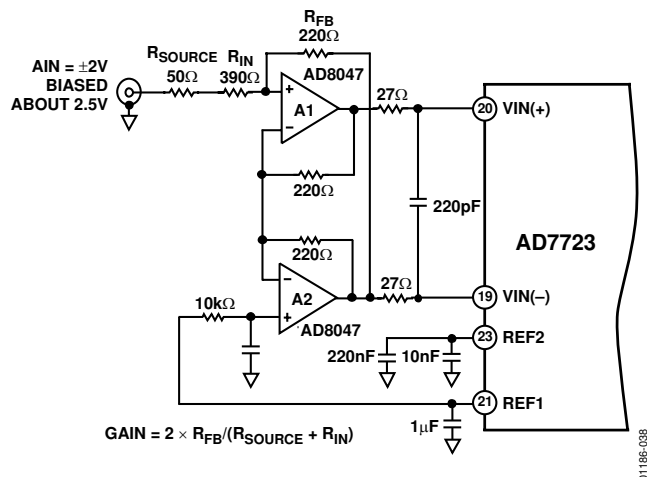 AIN = ±2V
BIASED
ABOUT 2.5V
RSOURCE
50Ω
RIN
390Ω
RFB
220Ω
AD8047
+
A1
−
220Ω
27Ω
20
VIN(+)
220pF
AD7723
220Ω
−
A2
+
AD8047
27Ω
19
VIN(−)
10kΩ
23
REF2
220nF
10nF
21
REF1
1μF
GAIN = 2 × RFB/(RSOURCE + RIN)
01186-038